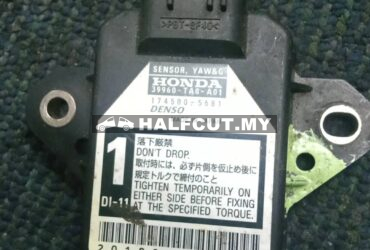 >PBT-GF40<
SENSOR, YAW&G
HONDA
39960-TA0-A01
174500-5681
DENSO
HALFCUT.MY
落下厳禁
DON'T DROP.
取付時には、必ず片側を仮止め後に
規定トルクで締付のこと
TIGHTEN TEMPORARILY ON
EITHER SIDE BEFORE FIXING
AT THE SPECIFIED TORQUE.
1
DI-11